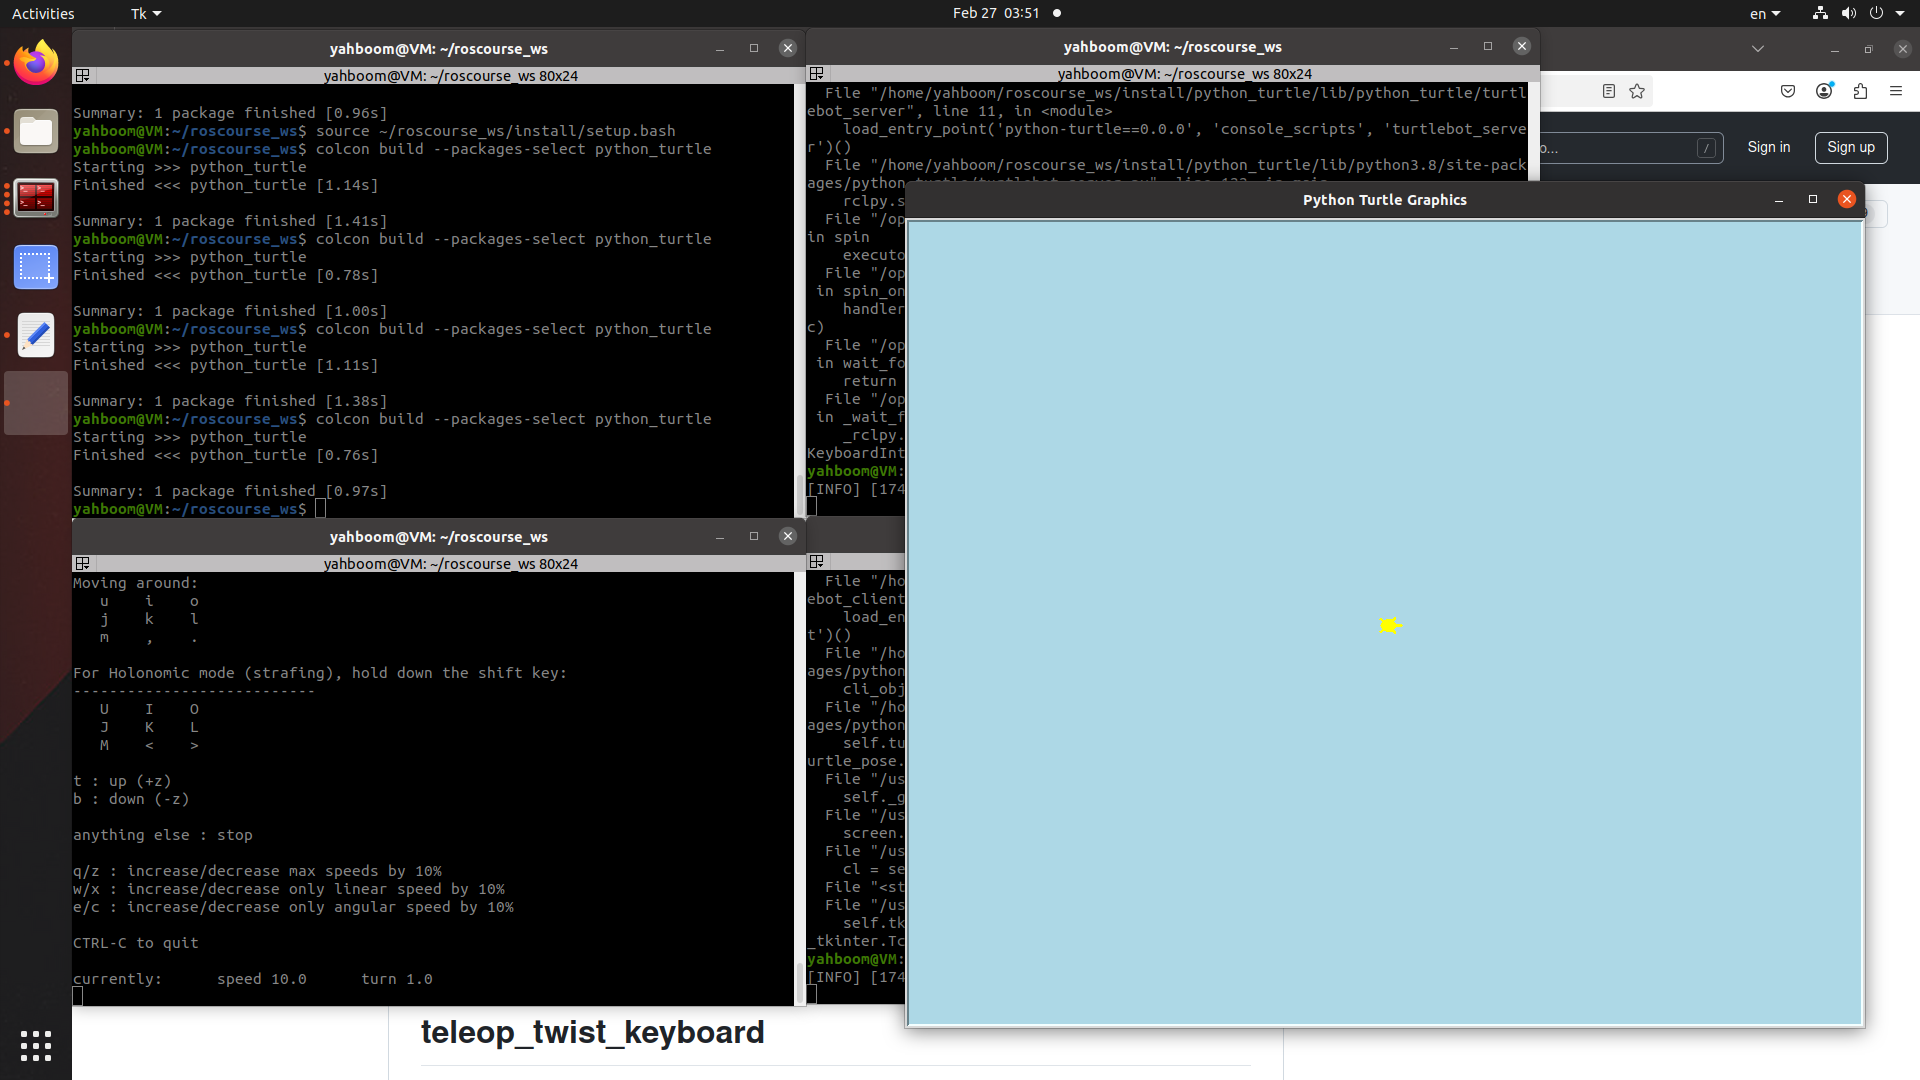 Activities
Tk
Feb 27 03:51
en
yahboom@VM: ~/roscourse_ws
yahboom@VM: ~/roscourse_ws 80x24
Summary: 1 package finished [0.96s]
yahboom@VM:~/roscourse_ws$ source ~/roscourse_ws/install/setup.bash
yahboom@VM:~/roscourse_ws$ colcon build --packages-select python_turtle
Starting >>> python_turtle
Finished <<< python_turtle [1.14s]
Summary: 1 package finished [1.41s]
yahboom@VM:~/roscourse_ws$ colcon build --packages-select python_turtle
Starting >>> python_turtle
Finished <<< python_turtle [0.78s]
Summary: 1 package finished [1.00s]
yahboom@VM:~/roscourse_ws$ colcon build --packages-select python_turtle
Starting >>> python_turtle
Finished <<< python_turtle [1.11s]
Summary: 1 package finished [1.38s]
yahboom@VM:~/roscourse_ws$ colcon build --packages-select python_turtle
Starting >>> python_turtle
Finished <<< python_turtle [0.76s]
Summary: 1 package finished [0.97s]
yahboom@VM:~/roscourse_ws$
yahboom@VM: ~/roscourse_ws
yahboom@VM: ~/roscourse_ws 80x24
File "/home/yahboom/roscourse_ws/install/python_turtle/lib/python_turtle/turtl
ebot_server", line 11, in <module>
load_entry_point('python-turtle==0.0.0', 'console_scripts', 'turtlebot_serve
r')()
File "/home/yahboom/roscourse_ws/install/python_turtle/lib/python3.8/site-pack
ages/python
rclpy.s
File "/op
in spin
executo
File "/op
in spin_on
handler
c)
File "/op
in wait_fo
return
File "/op
in _wait_f
_rclpy.
KeyboardInt
yahboom@VM:
[INFO] [174
o...
/
Sign in
Sign up
Python Turtle Graphics
yahboom@VM: ~/roscourse_ws
yahboom@VM: ~/roscourse_ws 80x24
Moving around:
u i o
j k l
m , .
For Holonomic mode (strafing), hold down the shift key:
---------------------------
U I O
J K L
M < >
t : up (+z)
b : down (-z)
anything else : stop
q/z : increase/decrease max speeds by 10%
w/x : increase/decrease only linear speed by 10%
e/c : increase/decrease only angular speed by 10%
CTRL-C to quit
currently: speed 10.0 turn 1.0
File "/ho
ebot_client
load_en
t')()
File "/ho
ages/python
cli_obj
File "/ho
ages/python
self.tu
urtle_pose.
File "/us
self._g
File "/us
screen.
File "/us
cl = se
File "<st
File "/us
self.tk
_tkinter.Tc
yahboom@VM:
[INFO] [174
teleop_twist_keyboard